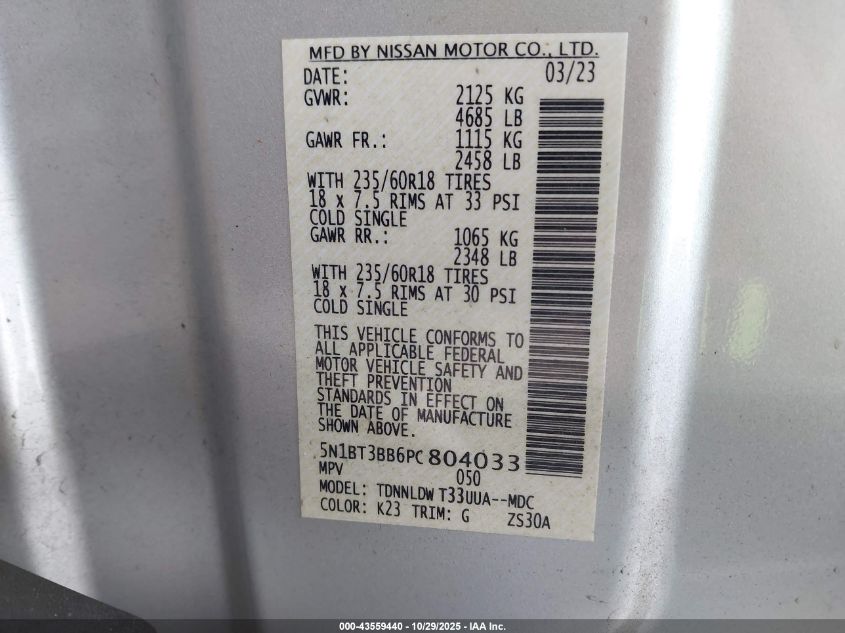 MFD BY NISSAN MOTOR CO., LTD.
DATE: 03/23
GVWR: 2125 KG
4685 LB
GAWR FR.: 1115 KG
2458 LB
WITH 235/60R18 TIRES
18 x 7.5 RIMS AT 33 PSI
COLD SINGLE
GAWR RR.: 1065 KG
2348 LB
WITH 235/60R18 TIRES
18 x 7.5 RIMS AT 30 PSI
COLD SINGLE
THIS VEHICLE CONFORMS TO
ALL APPLICABLE FEDERAL
MOTOR VEHICLE SAFETY AND
THEFT PREVENTION
STANDARDS IN EFFECT ON
THE DATE OF MANUFACTURE
SHOWN ABOVE.
5N1BT3BB6PC804033
MPV 050
MODEL: TDNNLDW T33UUA--MDC
COLOR: K23 TRIM: G ZS30A
000-43559440 - 10/29/2025 - IAA Inc.